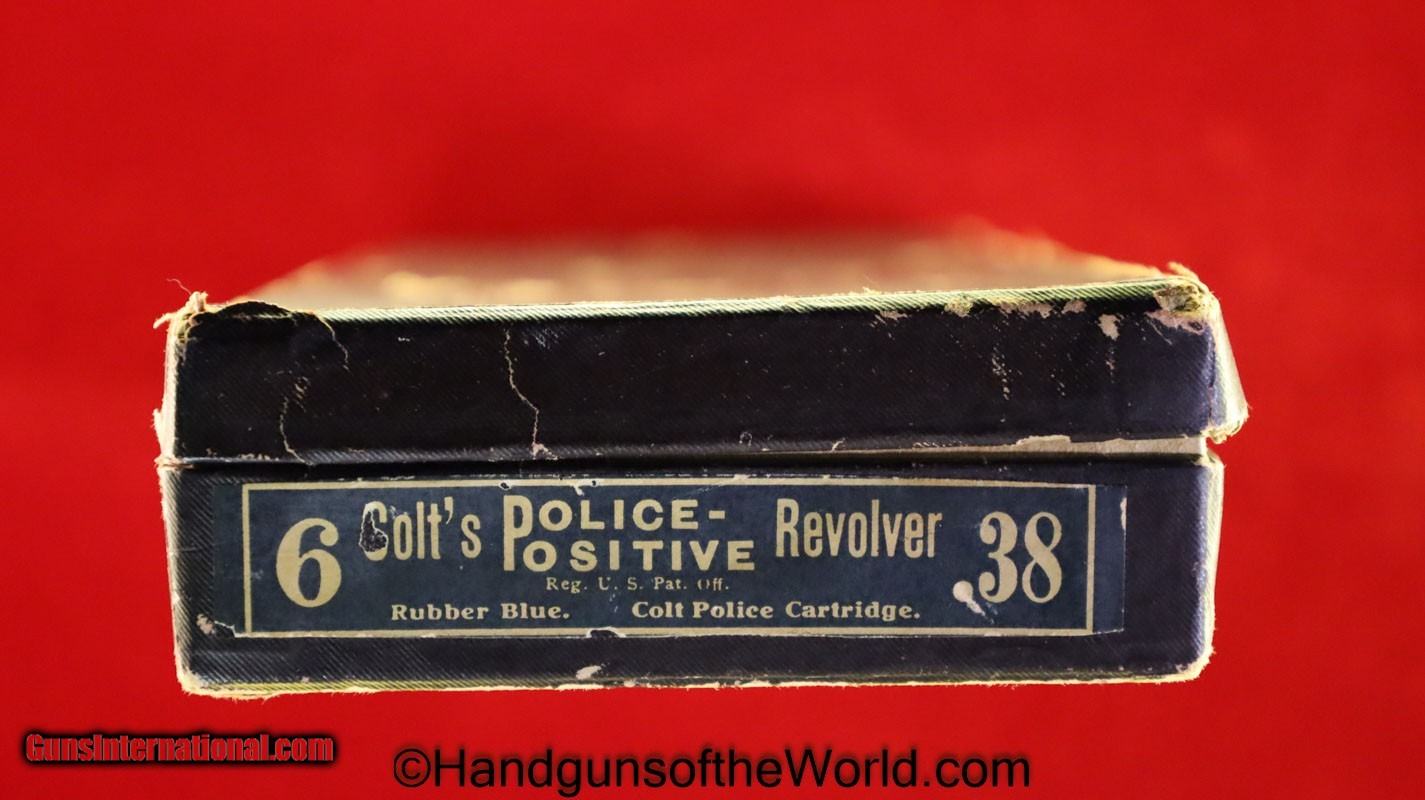 6 Colt's POLICE-POSITIVE Revolver .38
Reg. U. S. Pat. Off.
Rubber Blue. Colt Police Cartridge.
GunsInternational.com
©HandgunsoftheWorld.com